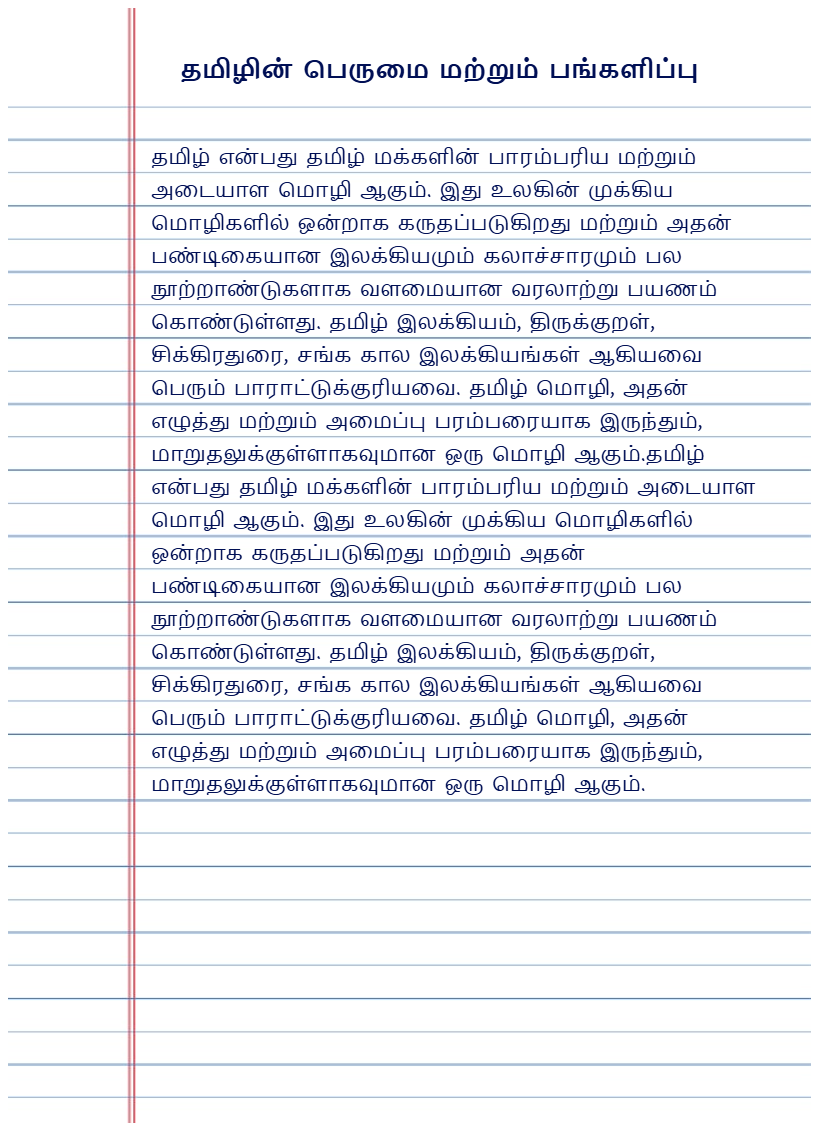 தமிழின் பெருமை மற்றும் பங்களிப்பு
தமிழ் என்பது தமிழ் மக்களின் பாரம்பரிய மற்றும்
அடையாள மொழி ஆகும். இது உலகின் முக்கிய
மொழிகளில் ஒன்றாக கருதப்படுகிறது மற்றும் அதன்
பண்டிகையான இலக்கியமும் கலாச்சாரமும் பல
நூற்றாண்டுகளாக வளமையான வரலாற்று பயணம்
கொண்டுள்ளது. தமிழ் இலக்கியம், திருக்குறள்,
சிக்கிரதுரை, சங்க கால இலக்கியங்கள் ஆகியவை
பெரும் பாராட்டுக்குரியவை. தமிழ் மொழி, அதன்
எழுத்து மற்றும் அமைப்பு பரம்பரையாக இருந்தும்,
மாறுதலுக்குள்ளாகவுமான ஒரு மொழி ஆகும்.தமிழ்
என்பது தமிழ் மக்களின் பாரம்பரிய மற்றும் அடையாள
மொழி ஆகும். இது உலகின் முக்கிய மொழிகளில்
ஒன்றாக கருதப்படுகிறது மற்றும் அதன்
பண்டிகையான இலக்கியமும் கலாச்சாரமும் பல
நூற்றாண்டுகளாக வளமையான வரலாற்று பயணம்
கொண்டுள்ளது. தமிழ் இலக்கியம், திருக்குறள்,
சிக்கிரதுரை, சங்க கால இலக்கியங்கள் ஆகியவை
பெரும் பாராட்டுக்குரியவை. தமிழ் மொழி, அதன்
எழுத்து மற்றும் அமைப்பு பரம்பரையாக இருந்தும்,
மாறுதலுக்குள்ளாகவுமான ஒரு மொழி ஆகும்.